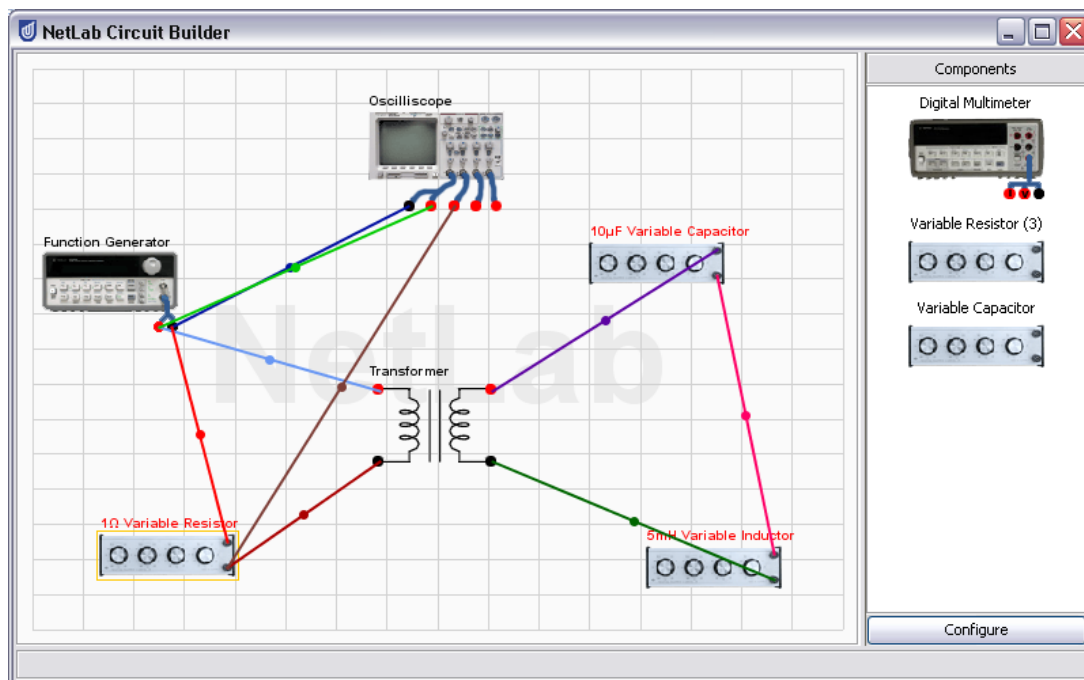 NetLab Circuit Builder
Components
Oscilliscope
Digital Multimeter
10µF Variable Capacitor
Variable Resistor (3)
Function Generator
Variable Capacitor
NetLab
Transformer
1Ω Variable Resistor
5mH Variable Inductor
Configure